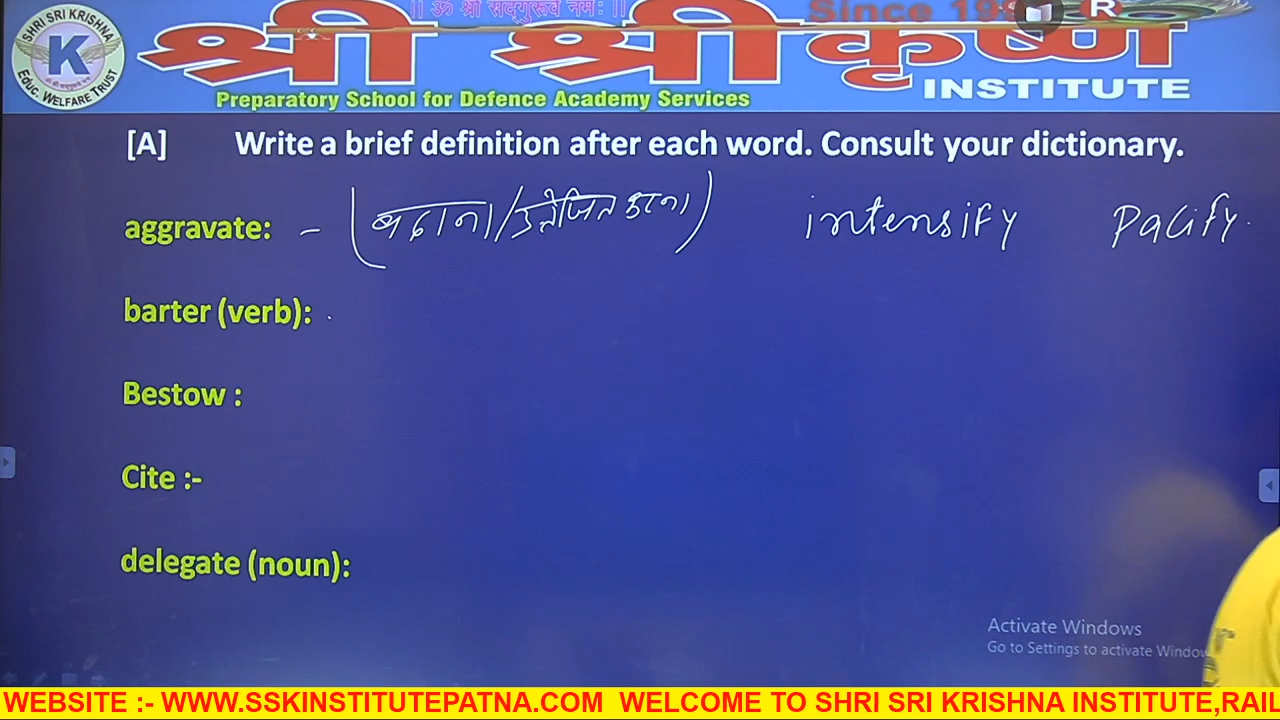 || ॐ श्री सद्गुरूवे नमः ||
Since 199
R
SHRI SRI KRISHNA
K
EDUC. WELFARE TRUST
श्री श्री कृष्ण
INSTITUTE
Preparatory School for Defence Academy Services
[A] Write a brief definition after each word. Consult your dictionary.
aggravate: - (बढ़ाना/उत्तेजित करना) intensify Pacify.
barter (verb):
Bestow :
Cite :-
delegate (noun):
Activate Windows
Go to Settings to activate Window
WEBSITE :- WWW.SSKINSTITUTEPATNA.COM WELCOME TO SHRI SRI KRISHNA INSTITUTE,RAIL